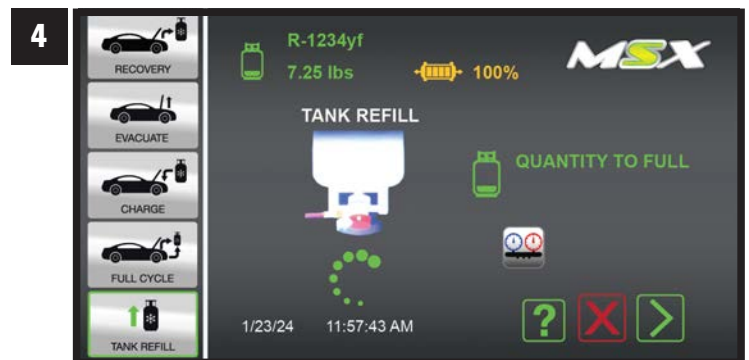 4
RECOVERY
EVACUATE
CHARGE
FULL CYCLE
TANK REFILL
R-1234yf
7.25 lbs
100%
MSX
TANK REFILL
QUANTITY TO FULL
?
1/23/24 11:57:43 AM